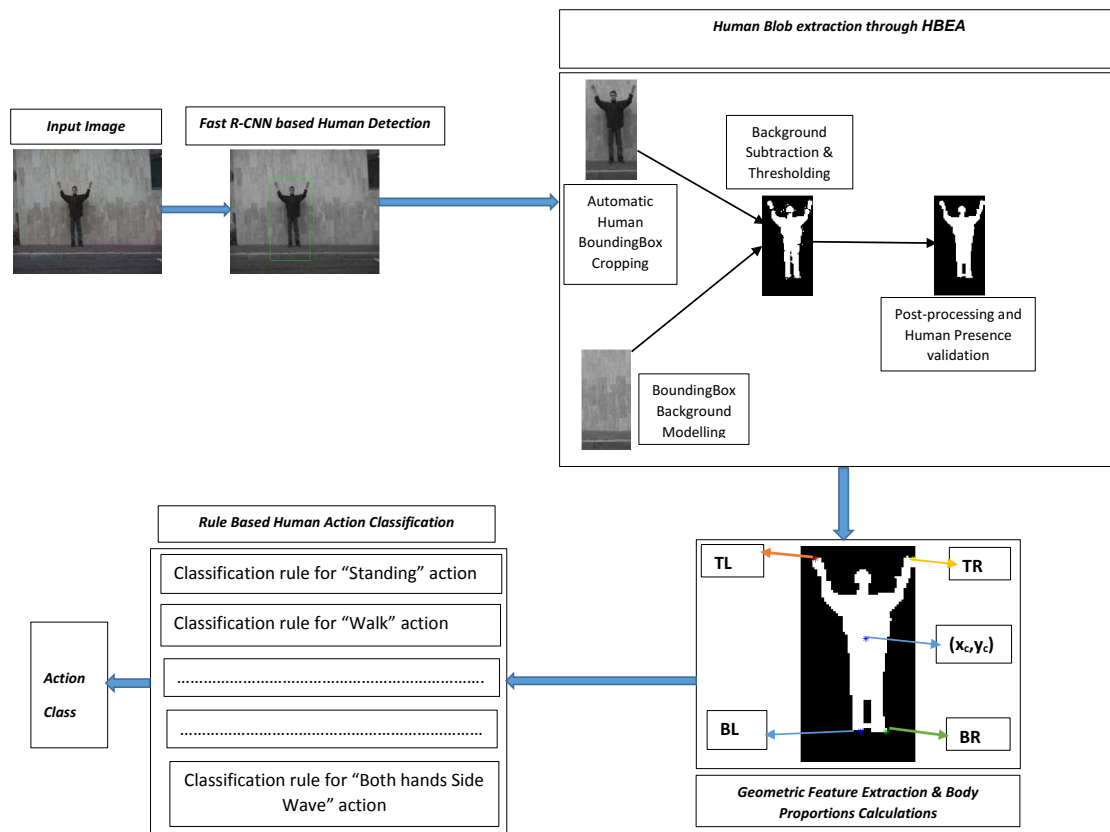 Human Blob extraction through HBEA
Input Image
Fast R-CNN based Human Detection
Automatic
Human
BoundingBox
Cropping
Background
Subtraction &
Thresholding
Post-processing and
Human Presence
validation
BoundingBox
Background
Modelling
TL
TR
(xc,yc)
BL
BR
Geometric Feature Extraction & Body
Proportions Calculations
Rule Based Human Action Classification
Classification rule for “Standing” action
Classification rule for “Walk” action
……………………………………………………………….
……………………………………………………………….
Classification rule for “Both hands Side
Wave” action
Action
Class